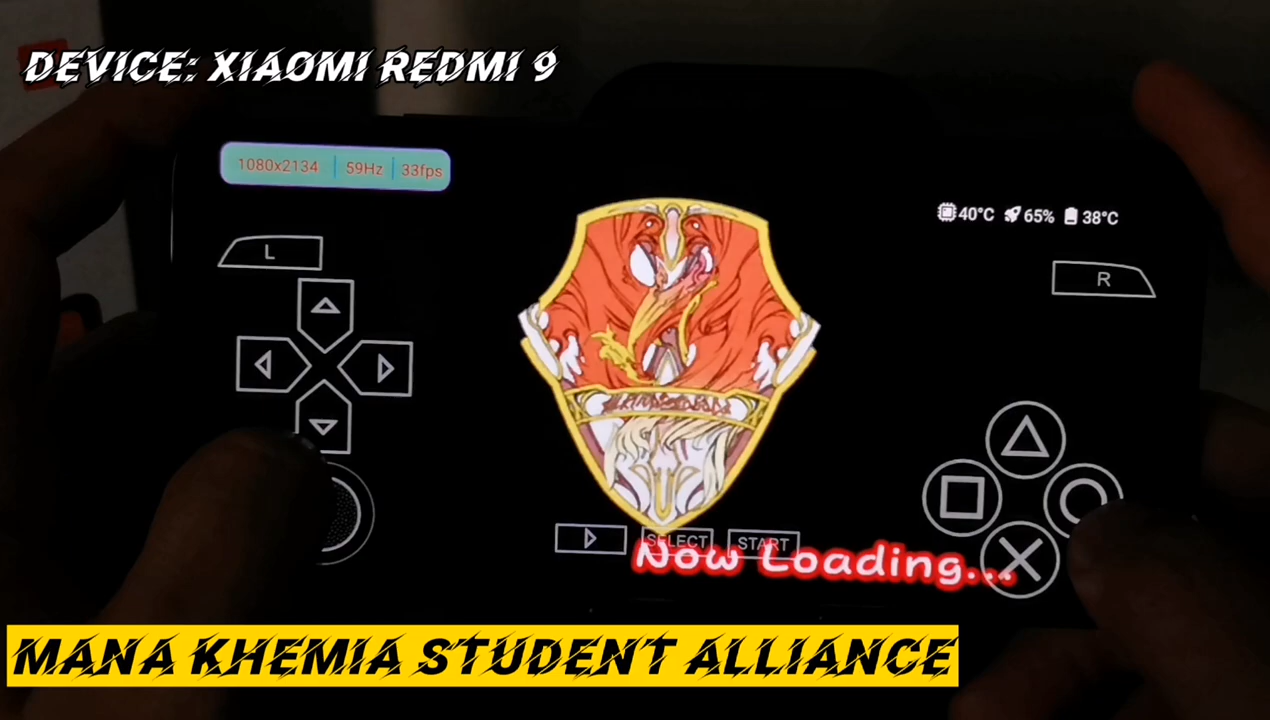 DEVICE: XIAOMI REDMI 9
1080x2134 59Hz 33fps
40°C 65% 38°C
L
R
SELECT START
Now Loading...
MANA KHEMIA STUDENT ALLIANCE